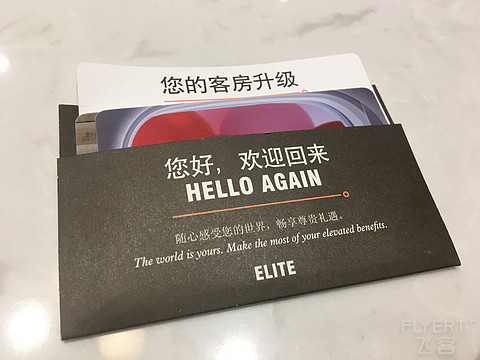 您的客房升级
您好，欢迎回来
HELLO AGAIN
随心感受您的世界，畅享尊贵礼遇。
The world is yours. Make the most of your elevated benefits.
ELITE
FLYERT
飞客